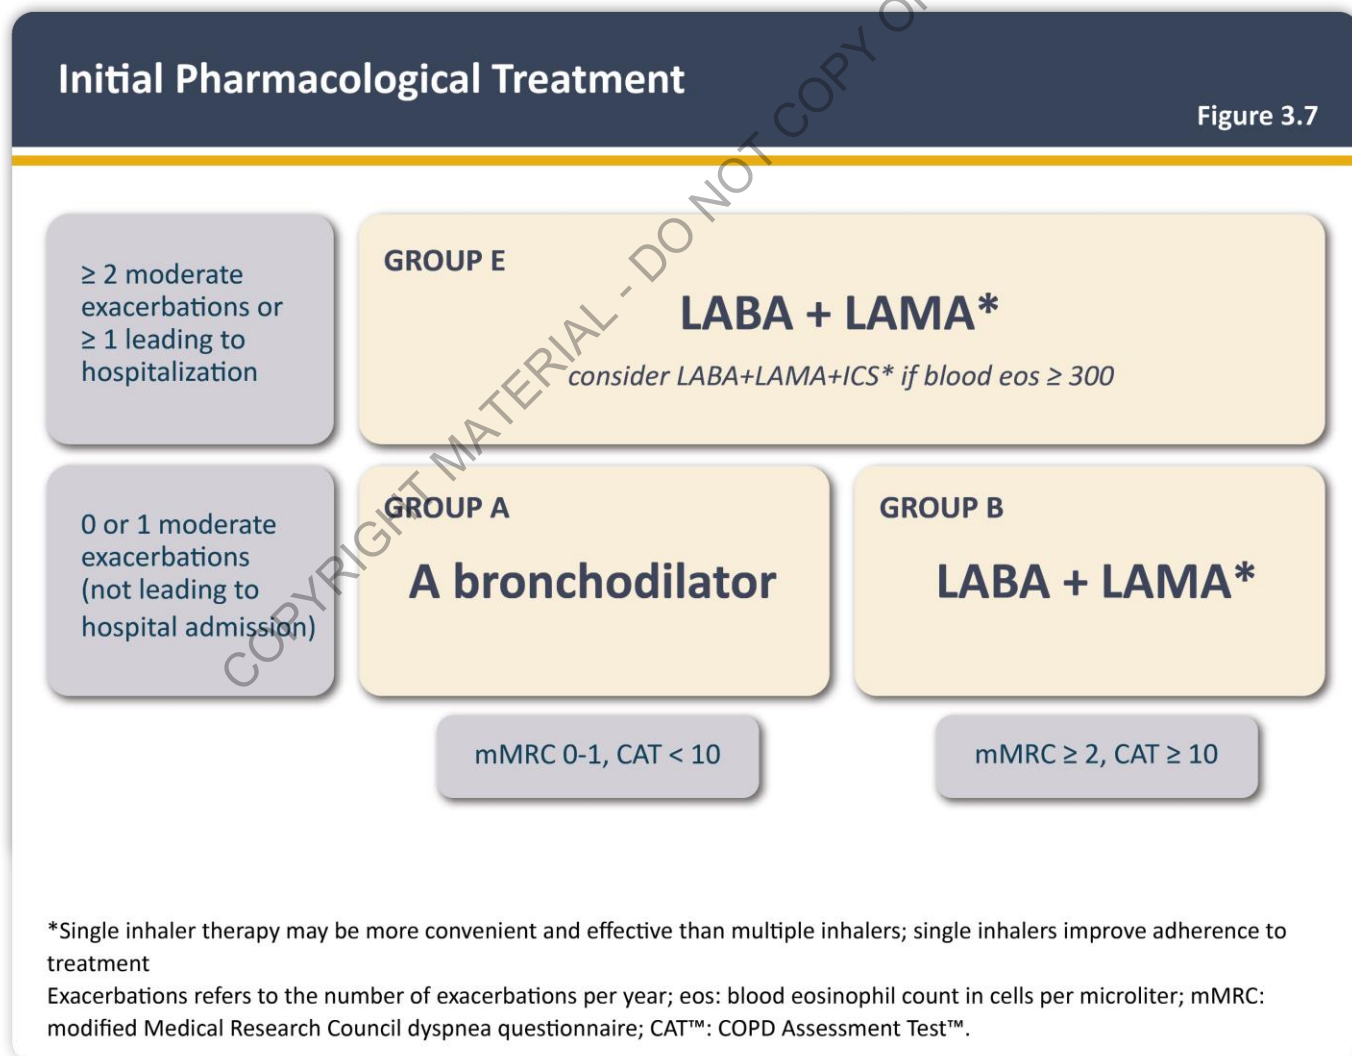 Initial Pharmacological Treatment
Figure 3.7
≥ 2 moderate
exacerbations or
≥ 1 leading to
hospitalization
GROUP E
LABA + LAMA*
consider LABA+LAMA+ICS* if blood eos ≥ 300
0 or 1 moderate
exacerbations
(not leading to
hospital admission)
GROUP A
A bronchodilator
GROUP B
LABA + LAMA*
mMRC 0-1, CAT < 10
mMRC ≥ 2, CAT ≥ 10
*Single inhaler therapy may be more convenient and effective than multiple inhalers; single inhalers improve adherence to
treatment
Exacerbations refers to the number of exacerbations per year; eos: blood eosinophil count in cells per microliter; mMRC:
modified Medical Research Council dyspnea questionnaire; CAT™: COPD Assessment Test™.
COPYRIGHT MATERIAL - DO NOT COPY